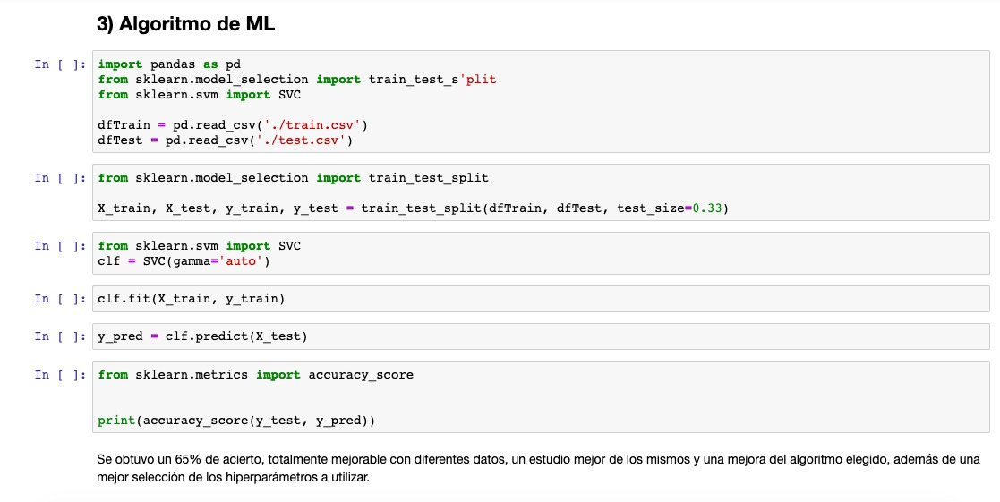 3) Algoritmo de ML
In [ ]: import pandas as pd
from sklearn.model_selection import train_test_s'plit
from sklearn.svm import SVC
dfTrain = pd.read_csv('./train.csv')
dfTest = pd.read_csv('./test.csv')
In [ ]: from sklearn.model_selection import train_test_split
X_train, X_test, y_train, y_test = train_test_split(dfTrain, dfTest, test_size=0.33)
In [ ]: from sklearn.svm import SVC
clf = SVC(gamma='auto')
In [ ]: clf.fit(X_train, y_train)
In [ ]: y_pred = clf.predict(X_test)
In [ ]: from sklearn.metrics import accuracy_score
print(accuracy_score(y_test, y_pred))
Se obtuvo un 65% de acierto, totalmente mejorable con diferentes datos, un estudio mejor de los mismos y una mejora del algoritmo elegido, además de una
mejor selección de los hiperparámetros a utilizar.